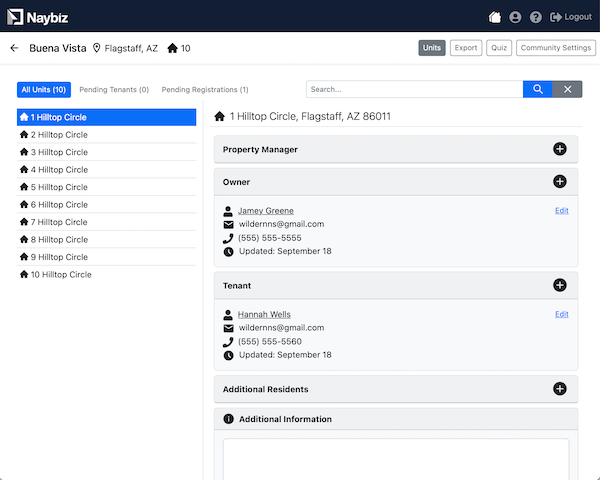 Naybiz
Logout
Buena Vista Flagstaff, AZ 10
Units Export Quiz Community Settings
All Units (10) Pending Tenants (0) Pending Registrations (1)
Search...
1 Hilltop Circle
2 Hilltop Circle
3 Hilltop Circle
4 Hilltop Circle
5 Hilltop Circle
6 Hilltop Circle
7 Hilltop Circle
8 Hilltop Circle
9 Hilltop Circle
10 Hilltop Circle
1 Hilltop Circle, Flagstaff, AZ 86011
Property Manager
Owner
Jamey Greene Edit
wildernns@gmail.com
(555) 555-5555
Updated: September 18
Tenant
Hannah Wells Edit
wildernns@gmail.com
(555) 555-5560
Updated: September 18
Additional Residents
Additional Information